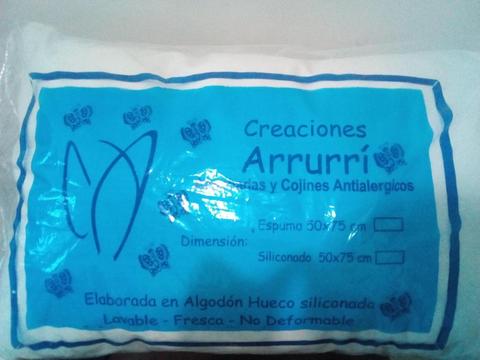 Creaciones
Arrurrí
y Cojines Antialergicos
Espuma 50x75 cm
Dimensión:
Siliconado 50x75 cm
Elaborada en Algodón Hueco siliconada
Lavable - Fresca - No Deformable